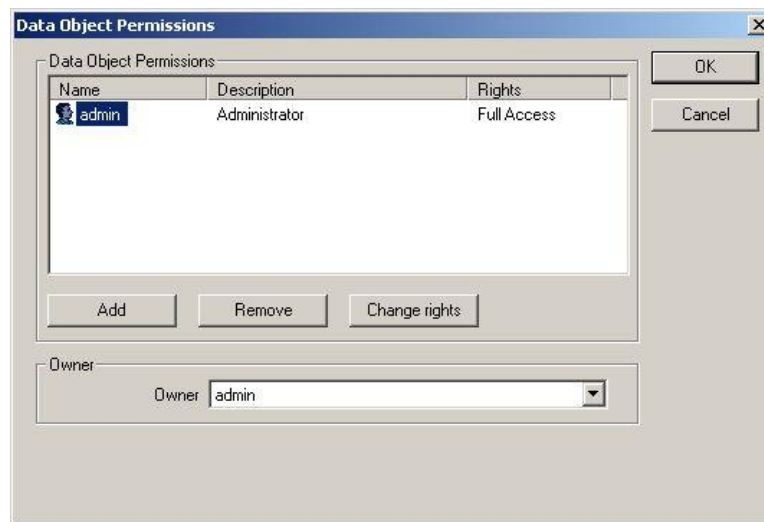 Data Object Permissions
Data Object Permissions
Name Description Rights
admin Administrator Full Access
Add Remove Change rights
OK
Cancel
Owner
Owner admin